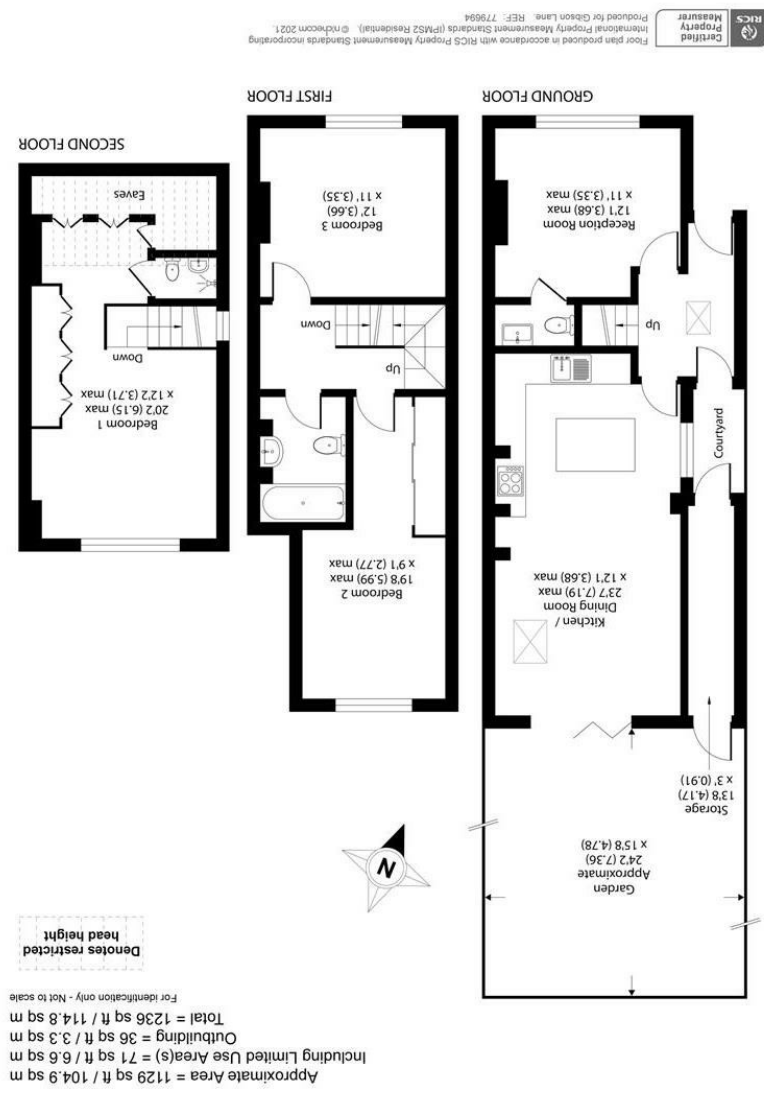 Approximate Area = 1129 sq ft / 104.9 sq m
Including Limited Use Area(s) = 71 sq ft / 6.6 sq m
Outbuilding = 36 sq ft / 3.3 sq m
Total = 1236 sq ft / 114.8 sq m
For identification only - Not to scale
Denotes restricted
head height
N
Garden
Approximate
24'2 (7.36)
x 15'8 (4.78)
Storage
13'8 (4.17)
x 3' (0.91)
Kitchen /
Dining Room
23'7 (7.19) max
x 12'1 (3.68) max
Courtyard
Up
Reception Room
12'1 (3.68) max
x 11' (3.35) max
GROUND FLOOR
Bedroom 2
19'8 (5.99) max
x 9'1 (2.77) max
Up
Down
Bedroom 3
12' (3.66)
x 11' (3.35)
FIRST FLOOR
Bedroom 1
20'2 (6.15) max
x 12'2 (3.71) max
Down
Eaves
SECOND FLOOR
RICS
Certified
Property
Measurer
Floor plan produced in accordance with RICS Property Measurement Standards incorporating
International Property Measurement Standards (IPMS2 Residential). © nichecom 2021.
Produced for Gibson Lane. REF: 779694